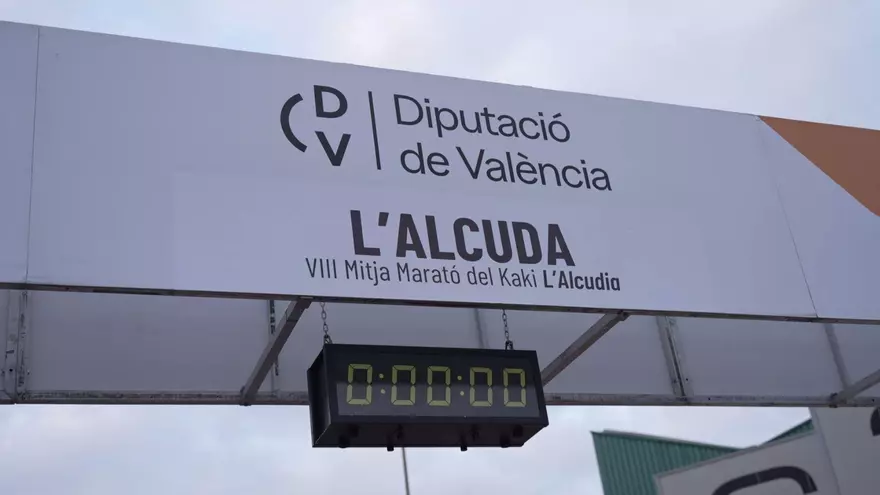 CDV
Diputació
de València
L'ALCUDA
VIII Mitja Marató del Kaki L'Alcudia
0:00:00